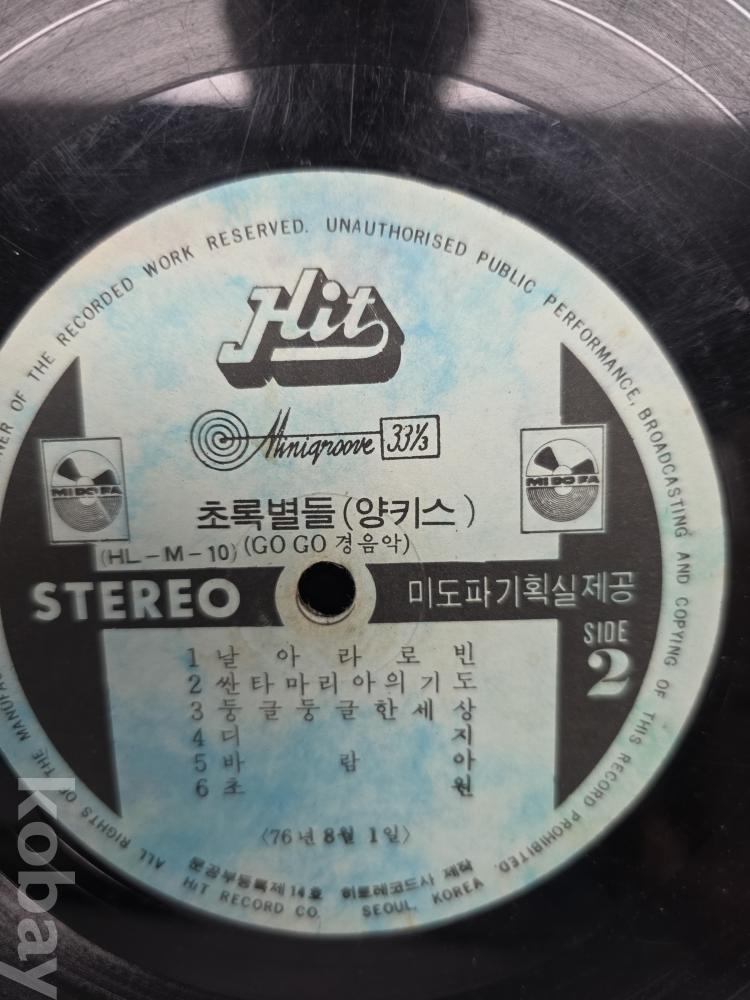 NER OF THE RECORDED WORK RESERVED. UNAUTHORISED PUBLIC PERFORMANCE, BROADCASTING AND COPYING OF THIS RECORD PROHIBITED.
Hit
Minigroove 33⅓
MIDOFA
MIDOFA
초록별들(양키스)
(HL-M-10) (GO GO 경음악)
STEREO
미도파기획실제공
SIDE
2
1 날아라로빈
2 싼타마리아의기도
3 둥글둥글한세상
4 디지
5 바람아
6 초원
〈76년 8월 1일〉
문공부등록제14호 히트레코드사 제작
HIT RECORD CO. SEOUL, KOREA
ALL RIGHTS OF THE MANUFAC
kobay